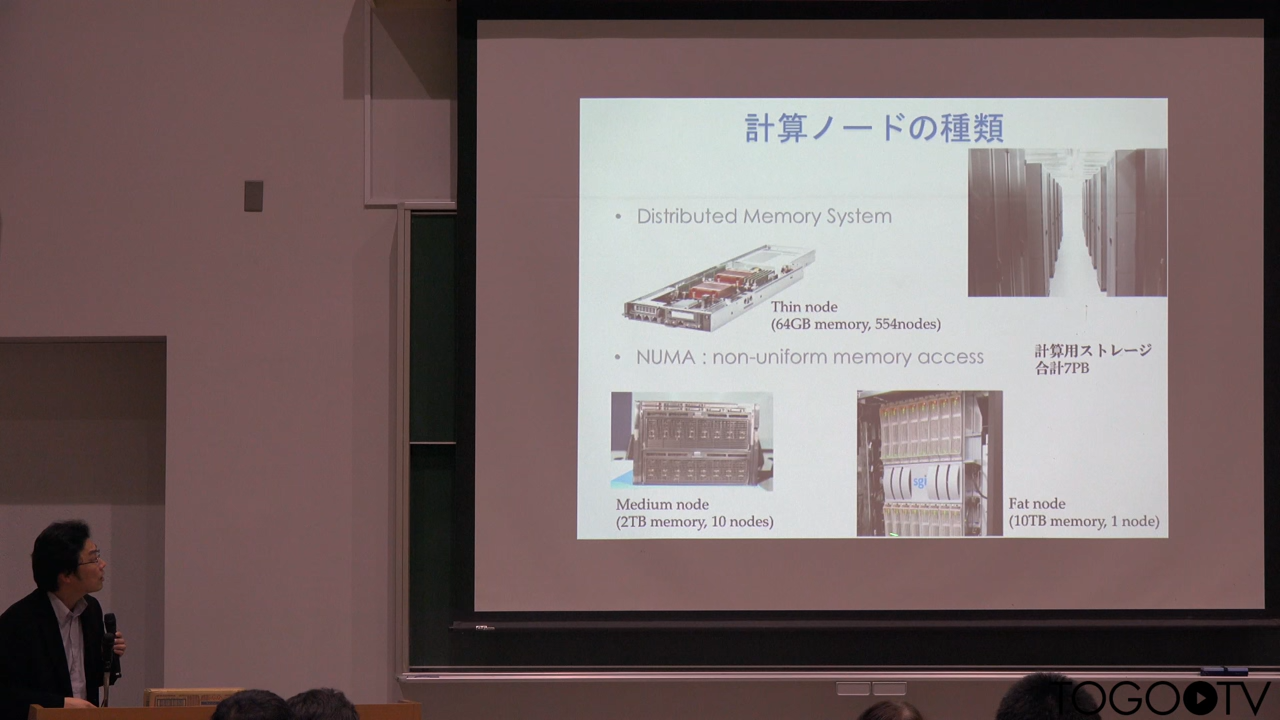 計算ノードの種類
• Distributed Memory System
Thin node
(64GB memory, 554nodes)
• NUMA : non-uniform memory access
計算用ストレージ
合計7PB
sgi
Medium node
(2TB memory, 10 nodes)
Fat node
(10TB memory, 1 node)
TOGOTV